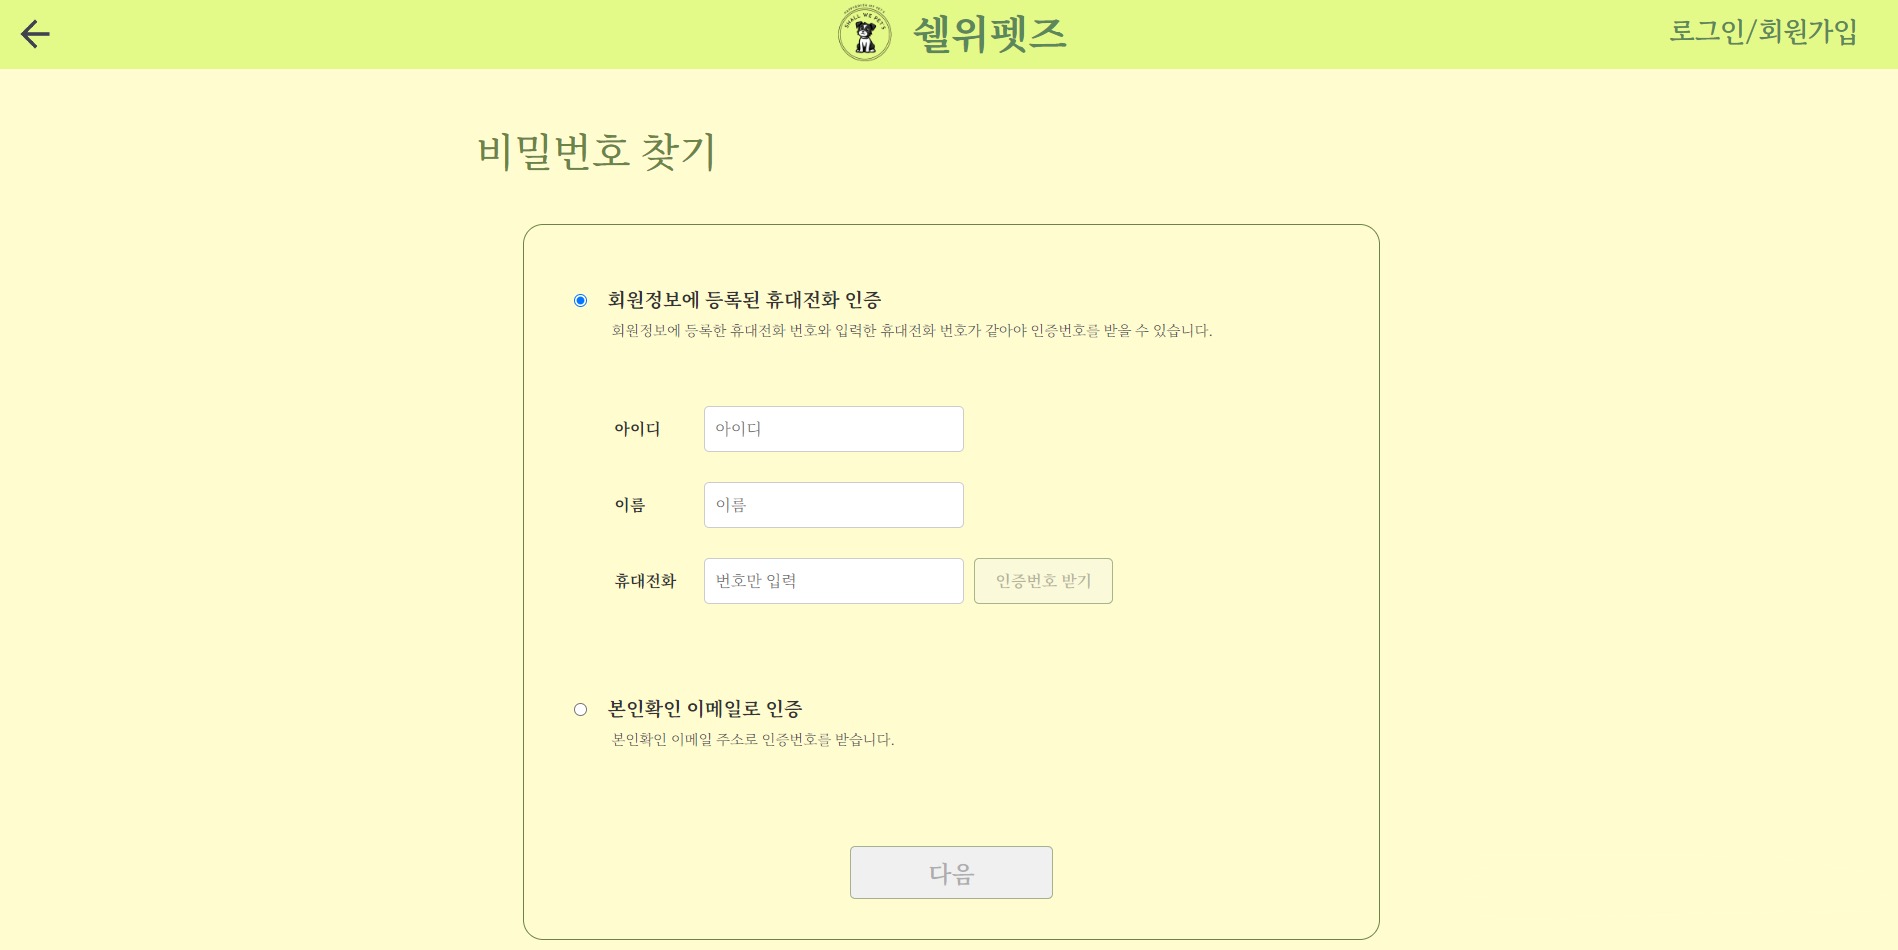 SHALL WE PET'S
쉘위펫즈
로그인/회원가입
비밀번호 찾기
회원정보에 등록된 휴대전화 인증
회원정보에 등록한 휴대전화 번호와 입력한 휴대전화 번호가 같아야 인증번호를 받을 수 있습니다.
아이디 아이디
이름 이름
휴대전화 번호만 입력 인증번호 받기
본인확인 이메일로 인증
본인확인 이메일 주소로 인증번호를 받습니다.
다음